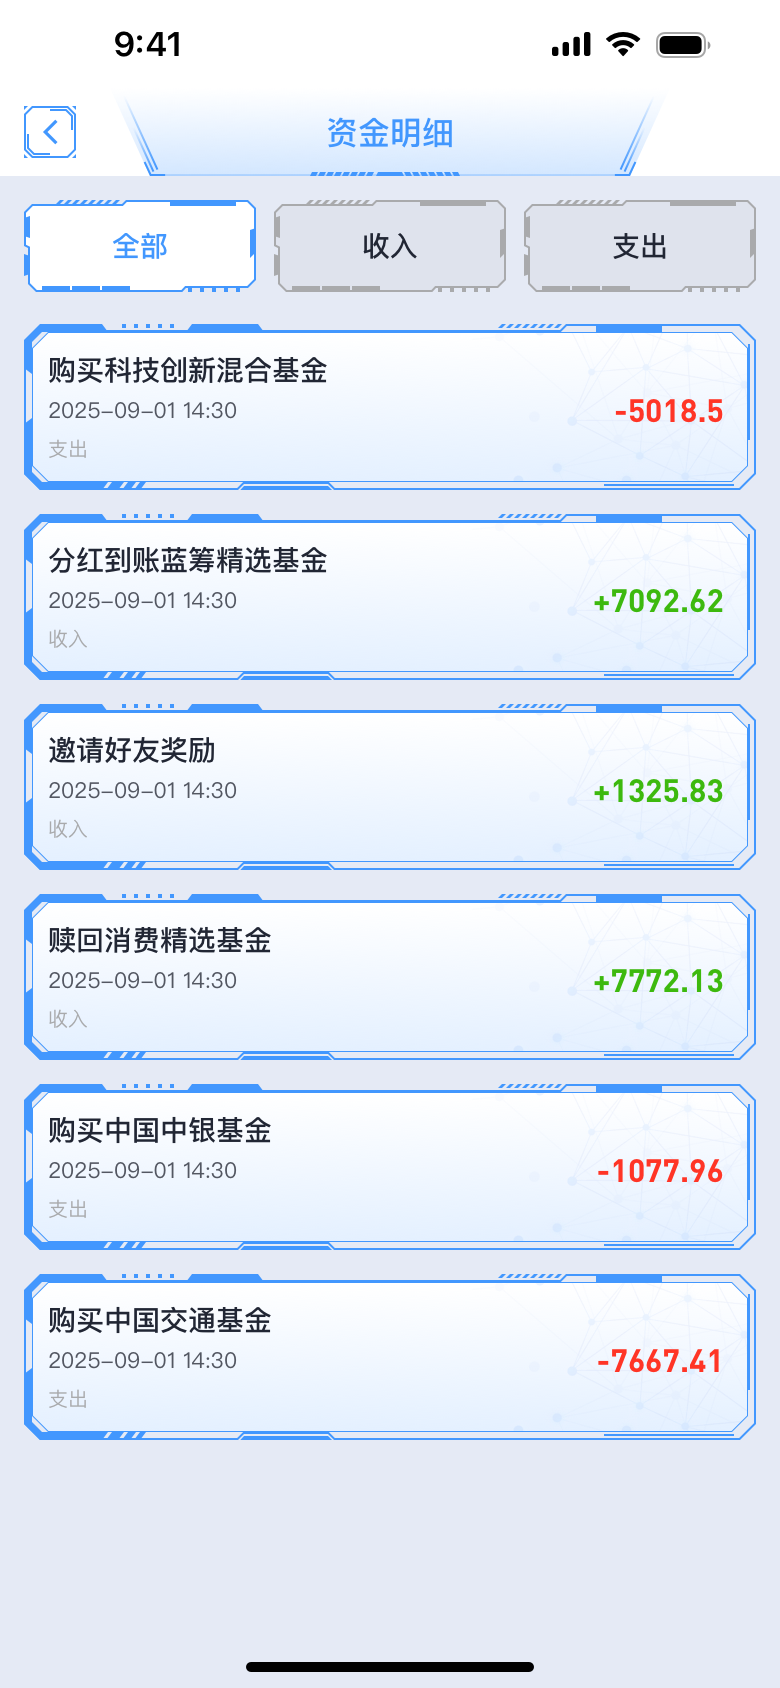 9:41
资金明细
全部
收入
支出
购买科技创新混合基金
2025-09-01 14:30
支出
-5018.5
分红到账蓝筹精选基金
2025-09-01 14:30
收入
+7092.62
邀请好友奖励
2025-09-01 14:30
收入
+1325.83
赎回消费精选基金
2025-09-01 14:30
收入
+7772.13
购买中国中银基金
2025-09-01 14:30
支出
-1077.96
购买中国交通基金
2025-09-01 14:30
支出
-7667.41